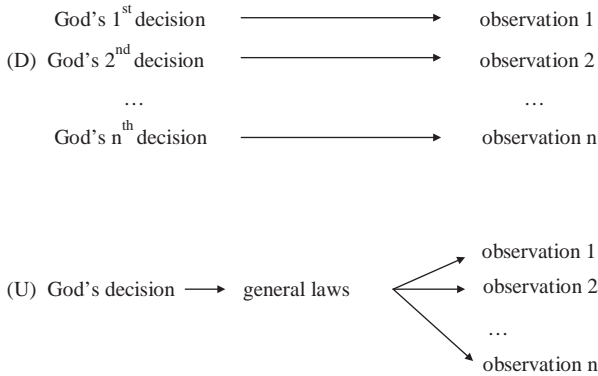 God's 1st decision observation 1
(D) God's 2nd decision observation 2
… …
God's nth decision observation n
observation 1
(U) God's decision general laws observation 2
…
observation n